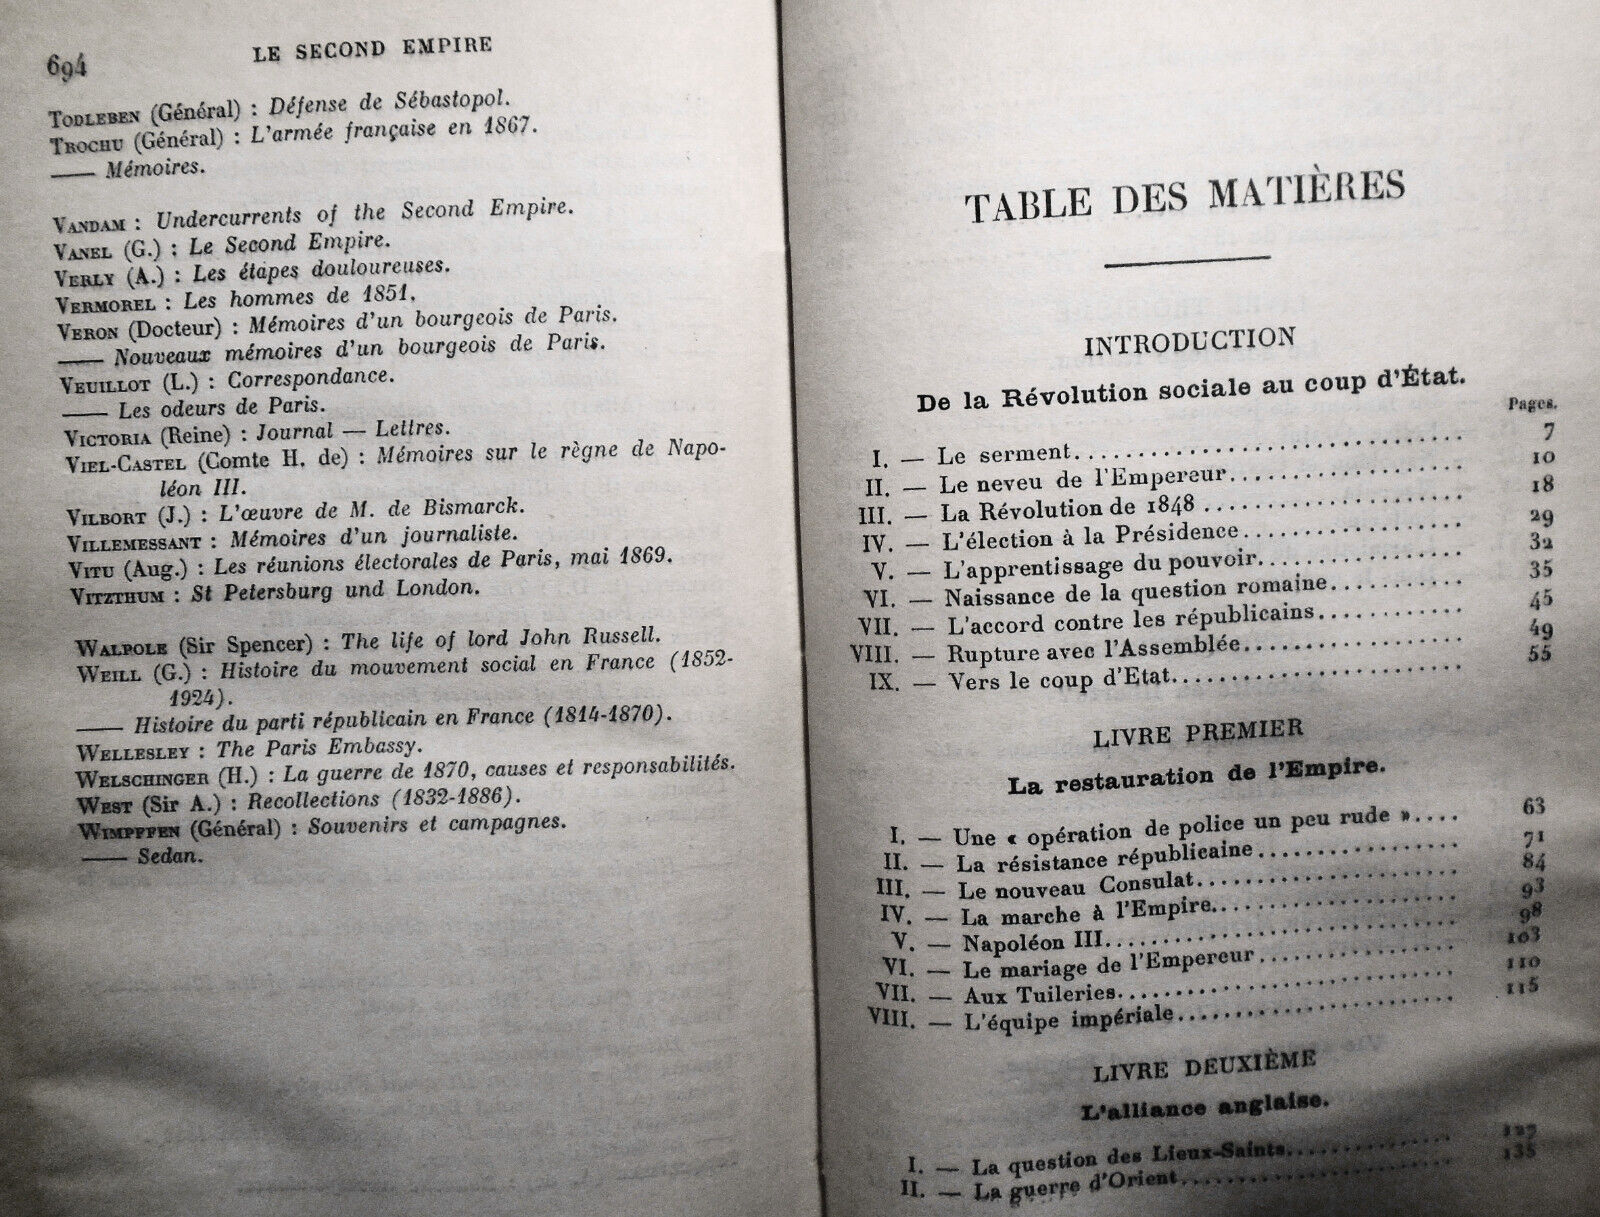 694
LE SECOND EMPIRE
TODLEBEN (Général) : Défense de Sébastopol.
TROCHU (Général) : L'armée française en 1867.
—— Mémoires.
VANDAM : Undercurrents of the Second Empire.
VANEL (G.) : Le Second Empire.
VERLY (A.) : Les étapes douloureuses.
VERMOREL : Les hommes de 1851.
VERON (Docteur) : Mémoires d'un bourgeois de Paris.
—— Nouveaux mémoires d'un bourgeois de Paris.
VEUILLOT (L.) : Correspondance.
—— Les odeurs de Paris.
VICTORIA (Reine) : Journal — Lettres.
VIEL-CASTEL (Comte H. de) : Mémoires sur le règne de Napo-
léon III.
VILBORT (J.) : L'œuvre de M. de Bismarck.
VILLEMESSANT : Mémoires d'un journaliste.
VITU (Aug.) : Les réunions électorales de Paris, mai 1869.
VITZTHUM : St Petersburg und London.
WALPOLE (Sir Spencer) : The life of lord John Russell.
WEILL (G.) : Histoire du mouvement social en France (1852-
1924).
—— Histoire du parti républicain en France (1814-1870).
WELLESLEY : The Paris Embassy.
WELSCHINGER (H.) : La guerre de 1870, causes et responsabilités.
WEST (Sir A.) : Recollections (1832-1886).
WIMPFFEN (Général) : Souvenirs et campagnes.
—— Sedan.
TABLE DES MATIÈRES
INTRODUCTION
De la Révolution sociale au coup d'État.
Pages.
I. — Le serment........ 7
II. — Le neveu de l'Empereur........ 10
III. — La Révolution de 1848........ 18
IV. — L'élection à la Présidence........ 29
V. — L'apprentissage du pouvoir........ 32
VI. — Naissance de la question romaine........ 35
VII. — L'accord contre les républicains........ 45
VIII. — Rupture avec l'Assemblée........ 49
IX. — Vers le coup d'Etat........ 55
LIVRE PREMIER
La restauration de l'Empire.
I. — Une « opération de police un peu rude ».... 63
II. — La résistance républicaine........ 71
III. — Le nouveau Consulat........ 84
IV. — La marche à l'Empire........ 93
V. — Napoléon III........ 98
VI. — Le mariage de l'Empereur........ 103
VII. — Aux Tuileries........ 110
VIII. — L'équipe impériale........ 115
LIVRE DEUXIÈME
L'alliance anglaise.
I. — La question des Lieux-Saints........ 127
II. — La guerre d'Orient........ 135